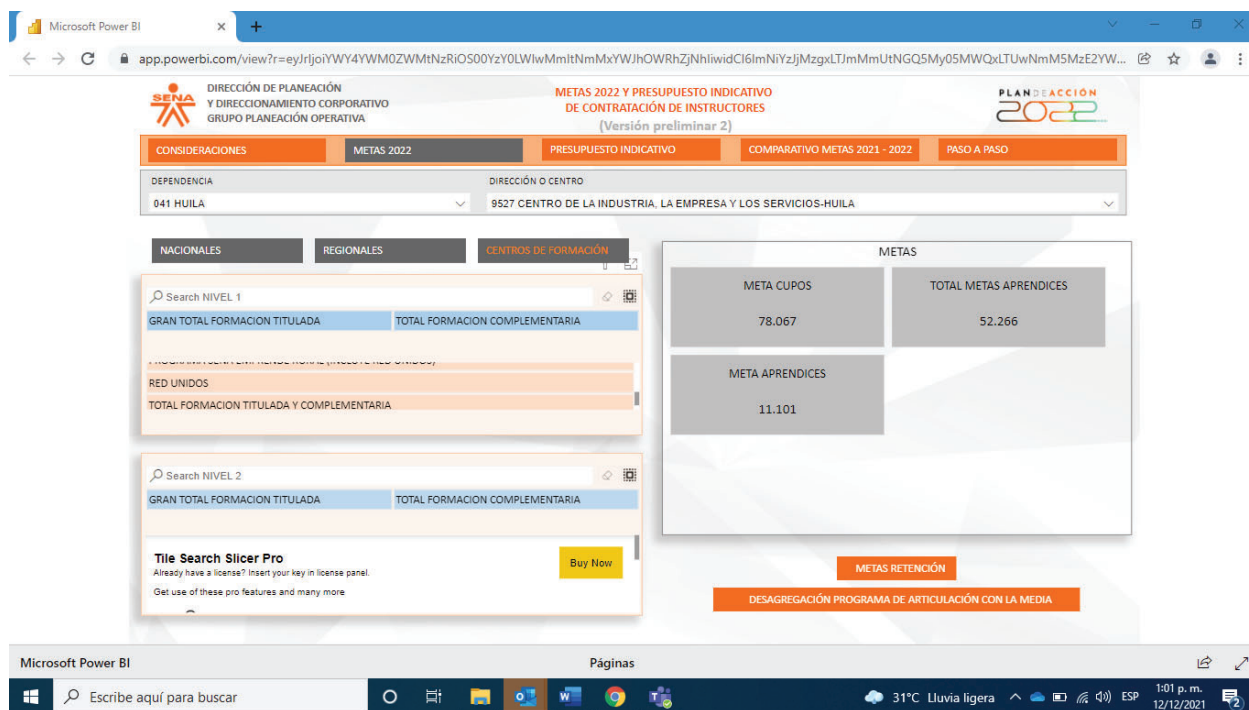 Microsoft Power BI
app.powerbi.com/view?r=eyJrIjoiYWY4YWM0ZWMtNzRiOS00YzY0LWIwMmItNmMxYWJhOWRhZjNhIiwidCI6ImNiYzJjMzgxLTJmMmUtNGQ5My05MWQxLTUwNmM5MzE2YW...
SENA
DIRECCIÓN DE PLANEACIÓN
Y DIRECCIONAMIENTO CORPORATIVO
GRUPO PLANEACIÓN OPERATIVA
METAS 2022 Y PRESUPUESTO INDICATIVO
DE CONTRATACIÓN DE INSTRUCTORES
(Versión preliminar 2)
PLAN DE ACCIÓN
2022
CONSIDERACIONES METAS 2022 PRESUPUESTO INDICATIVO COMPARATIVO METAS 2021 - 2022 PASO A PASO
DEPENDENCIA DIRECCIÓN O CENTRO
041 HUILA 9527 CENTRO DE LA INDUSTRIA, LA EMPRESA Y LOS SERVICIOS-HUILA
NACIONALES REGIONALES CENTROS DE FORMACIÓN
Search NIVEL 1
GRAN TOTAL FORMACION TITULADA TOTAL FORMACION COMPLEMENTARIA
PROGRAMA SENA EMPRENDE RURAL (INCLUYE RED UNIDOS)
RED UNIDOS
TOTAL FORMACION TITULADA Y COMPLEMENTARIA
Search NIVEL 2
GRAN TOTAL FORMACION TITULADA TOTAL FORMACION COMPLEMENTARIA
Tile Search Slicer Pro
Already have a license? Insert your key in license panel.
Get use of these pro features and many more
Buy Now
METAS
META CUPOS TOTAL METAS APRENDICES
78.067 52.266
META APRENDICES
11.101
METAS RETENCIÓN
DESAGREGACIÓN PROGRAMA DE ARTICULACIÓN CON LA MEDIA
Microsoft Power BI Páginas
Escribe aquí para buscar 31°C Lluvia ligera ESP 1:01 p. m.
12/12/2021 2